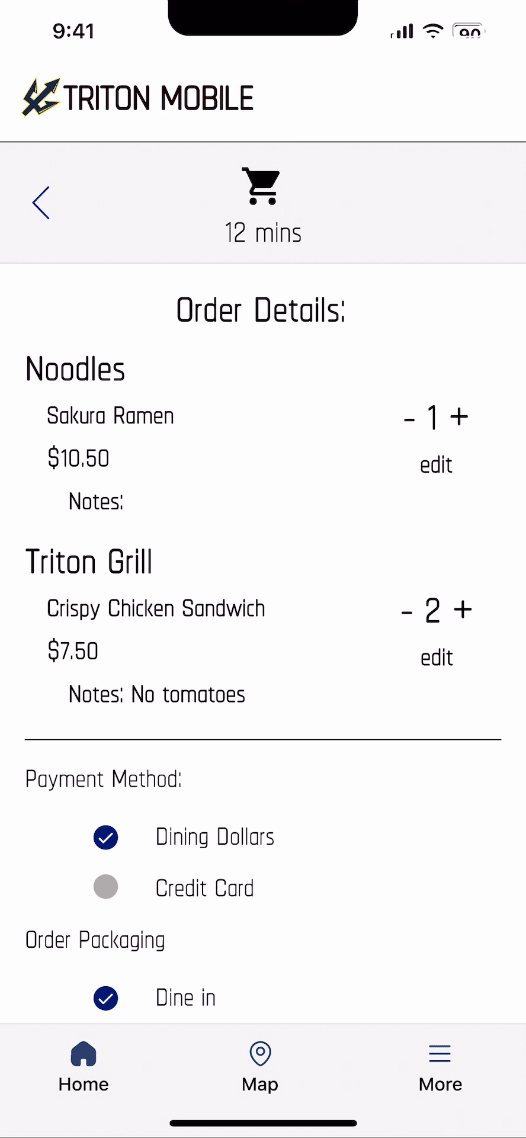 9:41
90
TRITON MOBILE
12 mins
Order Details:
Noodles
Sakura Ramen
- 1 +
$10.50
edit
Notes:
Triton Grill
Crispy Chicken Sandwich
- 2 +
$7.50
edit
Notes: No tomatoes
Payment Method:
Dining Dollars
Credit Card
Order Packaging
Dine in
Home
Map
More